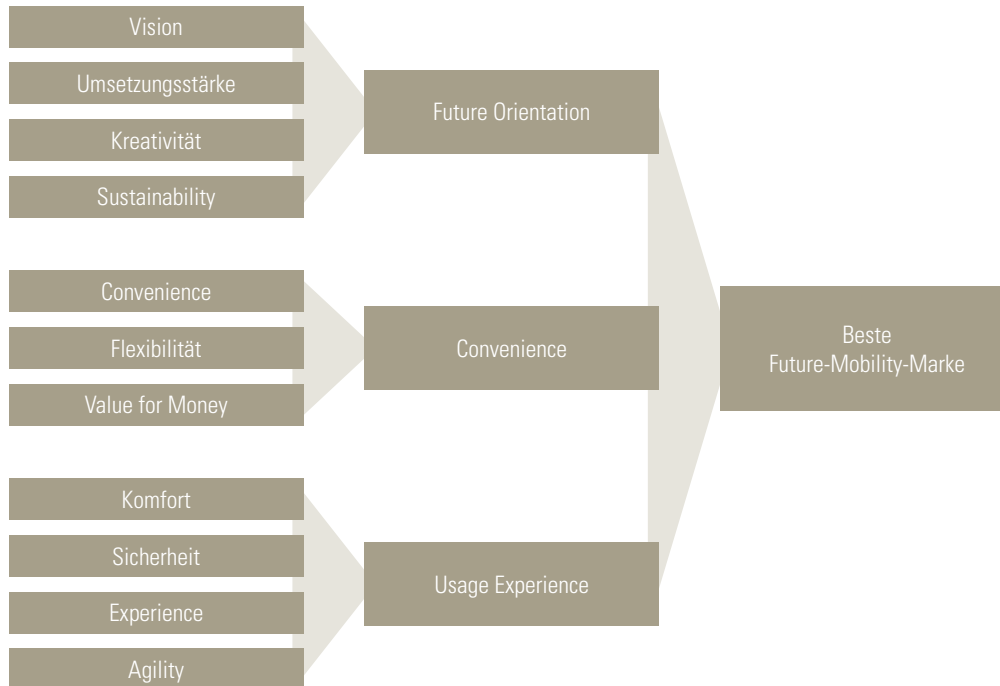 Vision
Umsetzungsstärke
Kreativität
Sustainability
Future Orientation
Convenience
Flexibilität
Value for Money
Convenience
Komfort
Sicherheit
Experience
Agility
Usage Experience
Beste
Future-Mobility-Marke